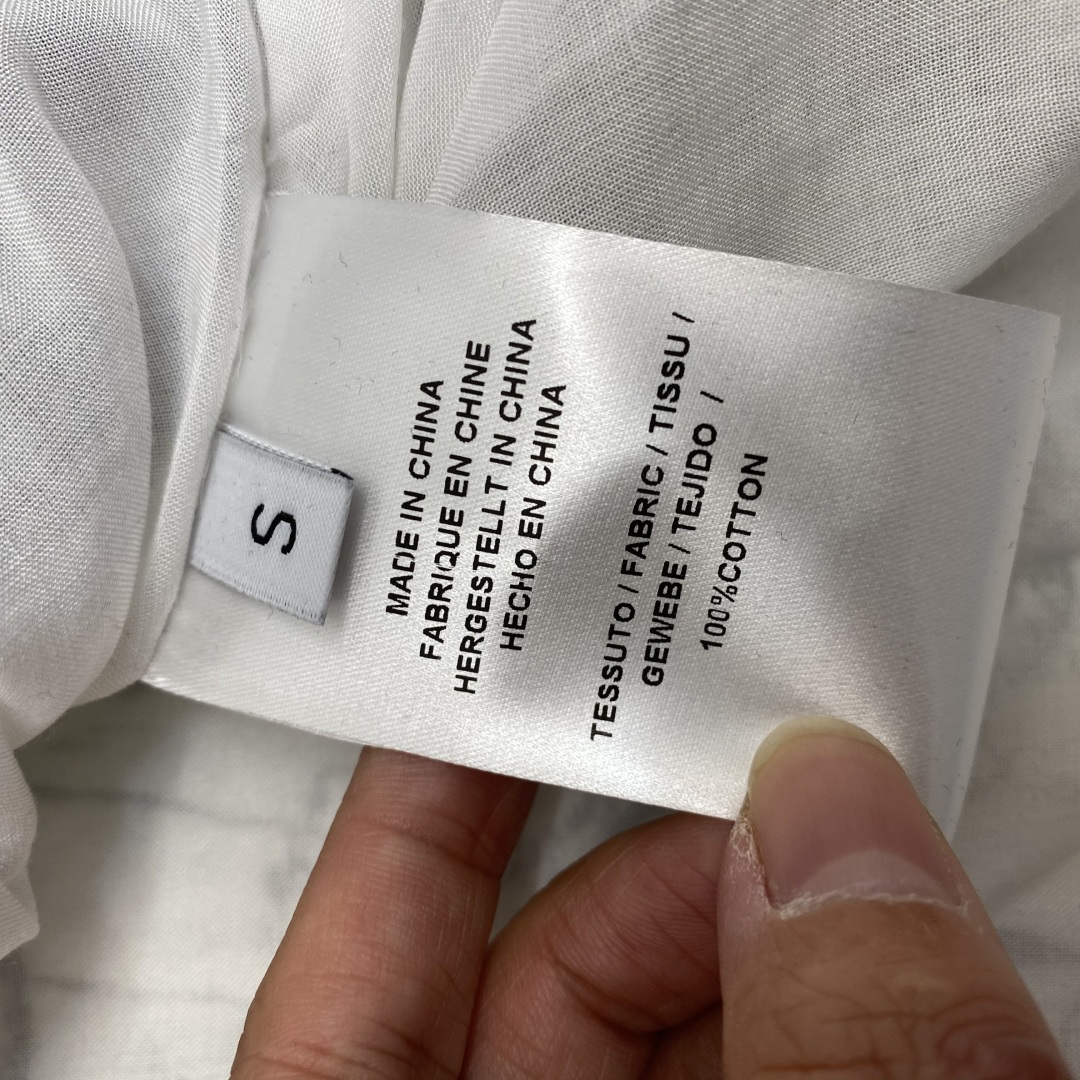 S
MADE IN CHINA
FABRIQUE EN CHINE
HERGESTELLT IN CHINA
HECHO EN CHINA
TESSUTO / FABRIC / TISSU /
GEWEBE / TEJIDO /
100%COTTON